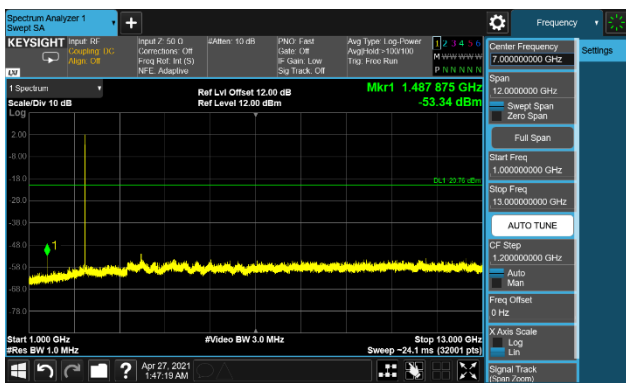 Spectrum Analyzer 1
Swept SA
Frequency
KEYSIGHT
Input: RF
Coupling: DC
Align: Off
Input Z: 50 Ω
Corrections: Off
Freq Ref: Int (S)
NFE: Adaptive
#Atten: 10 dB
PNO: Fast
Gate: Off
IF Gain: Low
Sig Track: Off
Avg Type: Log-Power
Avg|Hold:>100/100
Trig: Free Run
1 2 3 4 5 6
M W W W W W
P N N N N N
LXI
1 Spectrum
Scale/Div 10 dB
Log
Ref Lvl Offset 12.00 dB
Ref Level 12.00 dBm
Mkr1 1.487 875 GHz
-53.34 dBm
2.00
-8.00
-18.0
DL1 -20.76 dBm
-28.0
-38.0
-48.0
1
-58.0
-68.0
-78.0
Start 1.000 GHz
#Res BW 1.0 MHz
#Video BW 3.0 MHz
Stop 13.000 GHz
Sweep ~24.1 ms (32001 pts)
?
Apr 27, 2021
1:47:19 AM
Center Frequency
7.000000000 GHz
Settings
Span
12.0000000 GHz
Swept Span
Zero Span
Full Span
Start Freq
1.000000000 GHz
Stop Freq
13.000000000 GHz
AUTO TUNE
CF Step
1.200000000 GHz
Auto
Man
Freq Offset
0 Hz
X Axis Scale
Log
Lin
Signal Track
(Span Zoom)